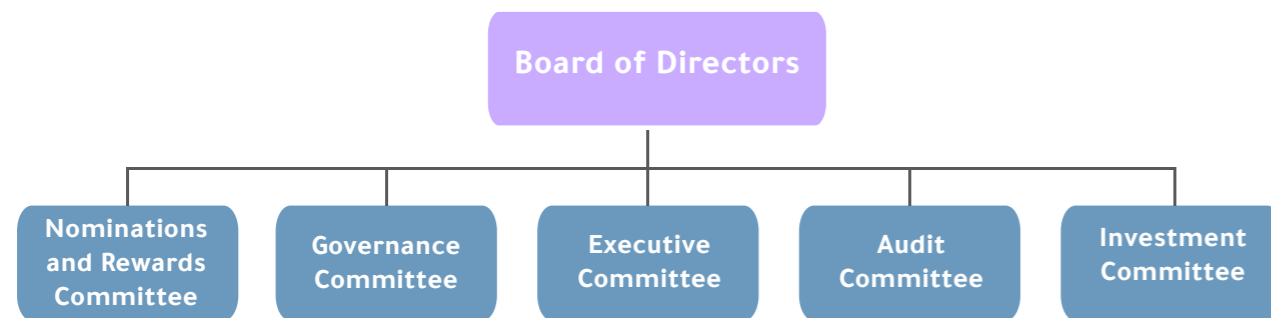 Board of Directors
Nominations
and Rewards
Committee
Governance
Committee
Executive
Committee
Audit
Committee
Investment
Committee